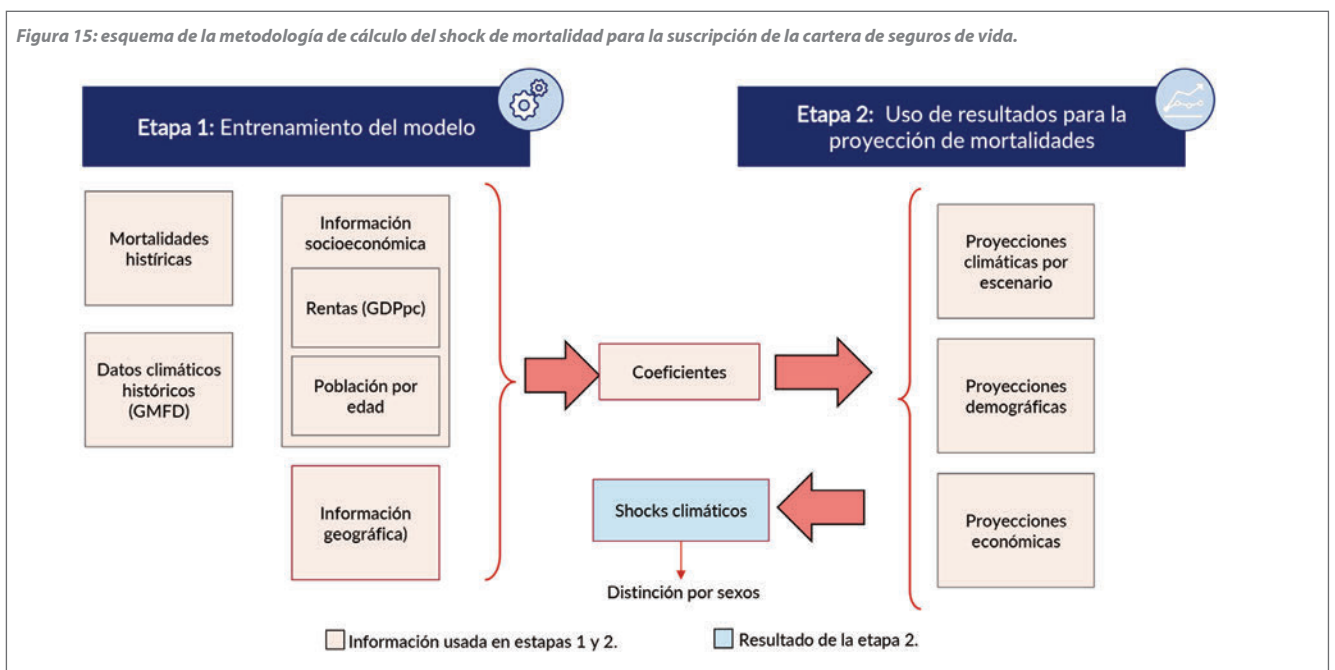 Figura 15: esquema de la metodología de cálculo del shock de mortalidad para la suscripción de la cartera de seguros de vida.
Etapa 1: Entrenamiento del modelo
Etapa 2: Uso de resultados para la
proyección de mortalidades
Mortalidades
histíricas
Datos climáticos
históricos
(GMFD)
Información
socioeconómica
Rentas (GDPpc)
Población por
edad
Información
geográfica)
Coeficientes
Shocks climáticos
Distinción por sexos
Proyecciones
climáticas por
escenario
Proyecciones
demográficas
Proyecciones
económicas
Información usada en estapas 1 y 2.
Resultado de la etapa 2.